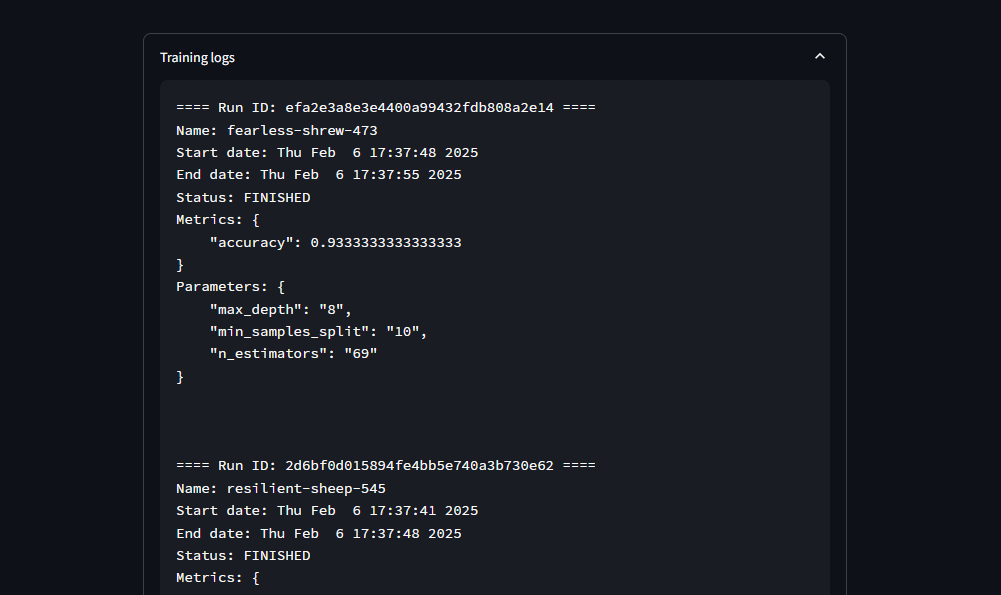 Training logs
==== Run ID: efa2e3a8e3e4400a99432fdb808a2e14 ====
Name: fearless-shrew-473
Start date: Thu Feb  6 17:37:48 2025
End date: Thu Feb  6 17:37:55 2025
Status: FINISHED
Metrics: {
    "accuracy": 0.9333333333333333
}
Parameters: {
    "max_depth": "8",
    "min_samples_split": "10",
    "n_estimators": "69"
}
==== Run ID: 2d6bf0d015894fe4bb5e740a3b730e62 ====
Name: resilient-sheep-545
Start date: Thu Feb  6 17:37:41 2025
End date: Thu Feb  6 17:37:48 2025
Status: FINISHED
Metrics: {